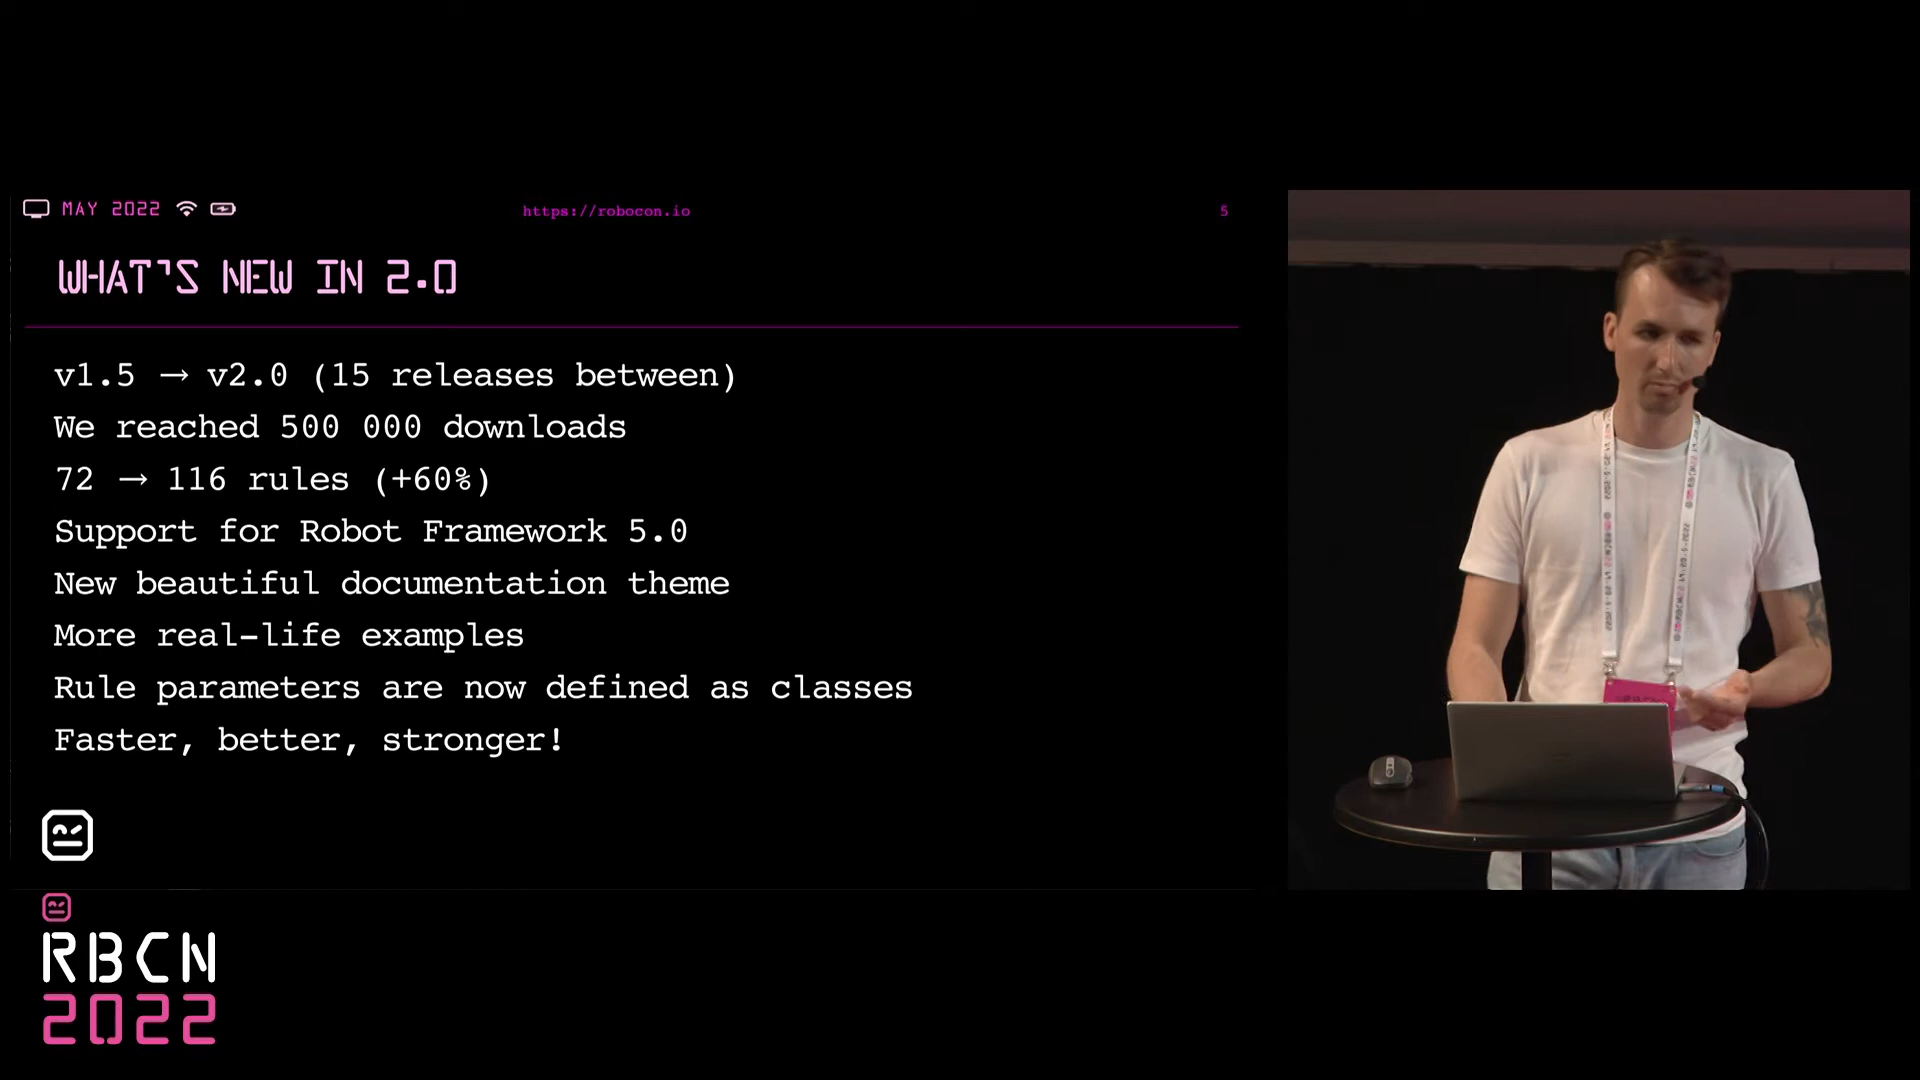 MAY 2022
https://robocon.io
5
WHAT'S NEW IN 2.0
v1.5 → v2.0 (15 releases between)
We reached 500 000 downloads
72 → 116 rules (+60%)
Support for Robot Framework 5.0
New beautiful documentation theme
More real-life examples
Rule parameters are now defined as classes
Faster, better, stronger!
RBCN
2022